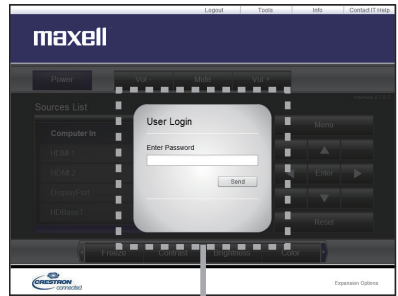 Logout Tools Info Contact IT Help
maxell
Power Vol - Mute Vol +
Sources List
Computer In
HDMI 1
HDMI 2
DisplayPort
HDBaseT
User Login
Enter Password
Send
Menu
Enter
Reset
Freeze Contrast Brightness Color
CRESTRON
connected
Expansion Options